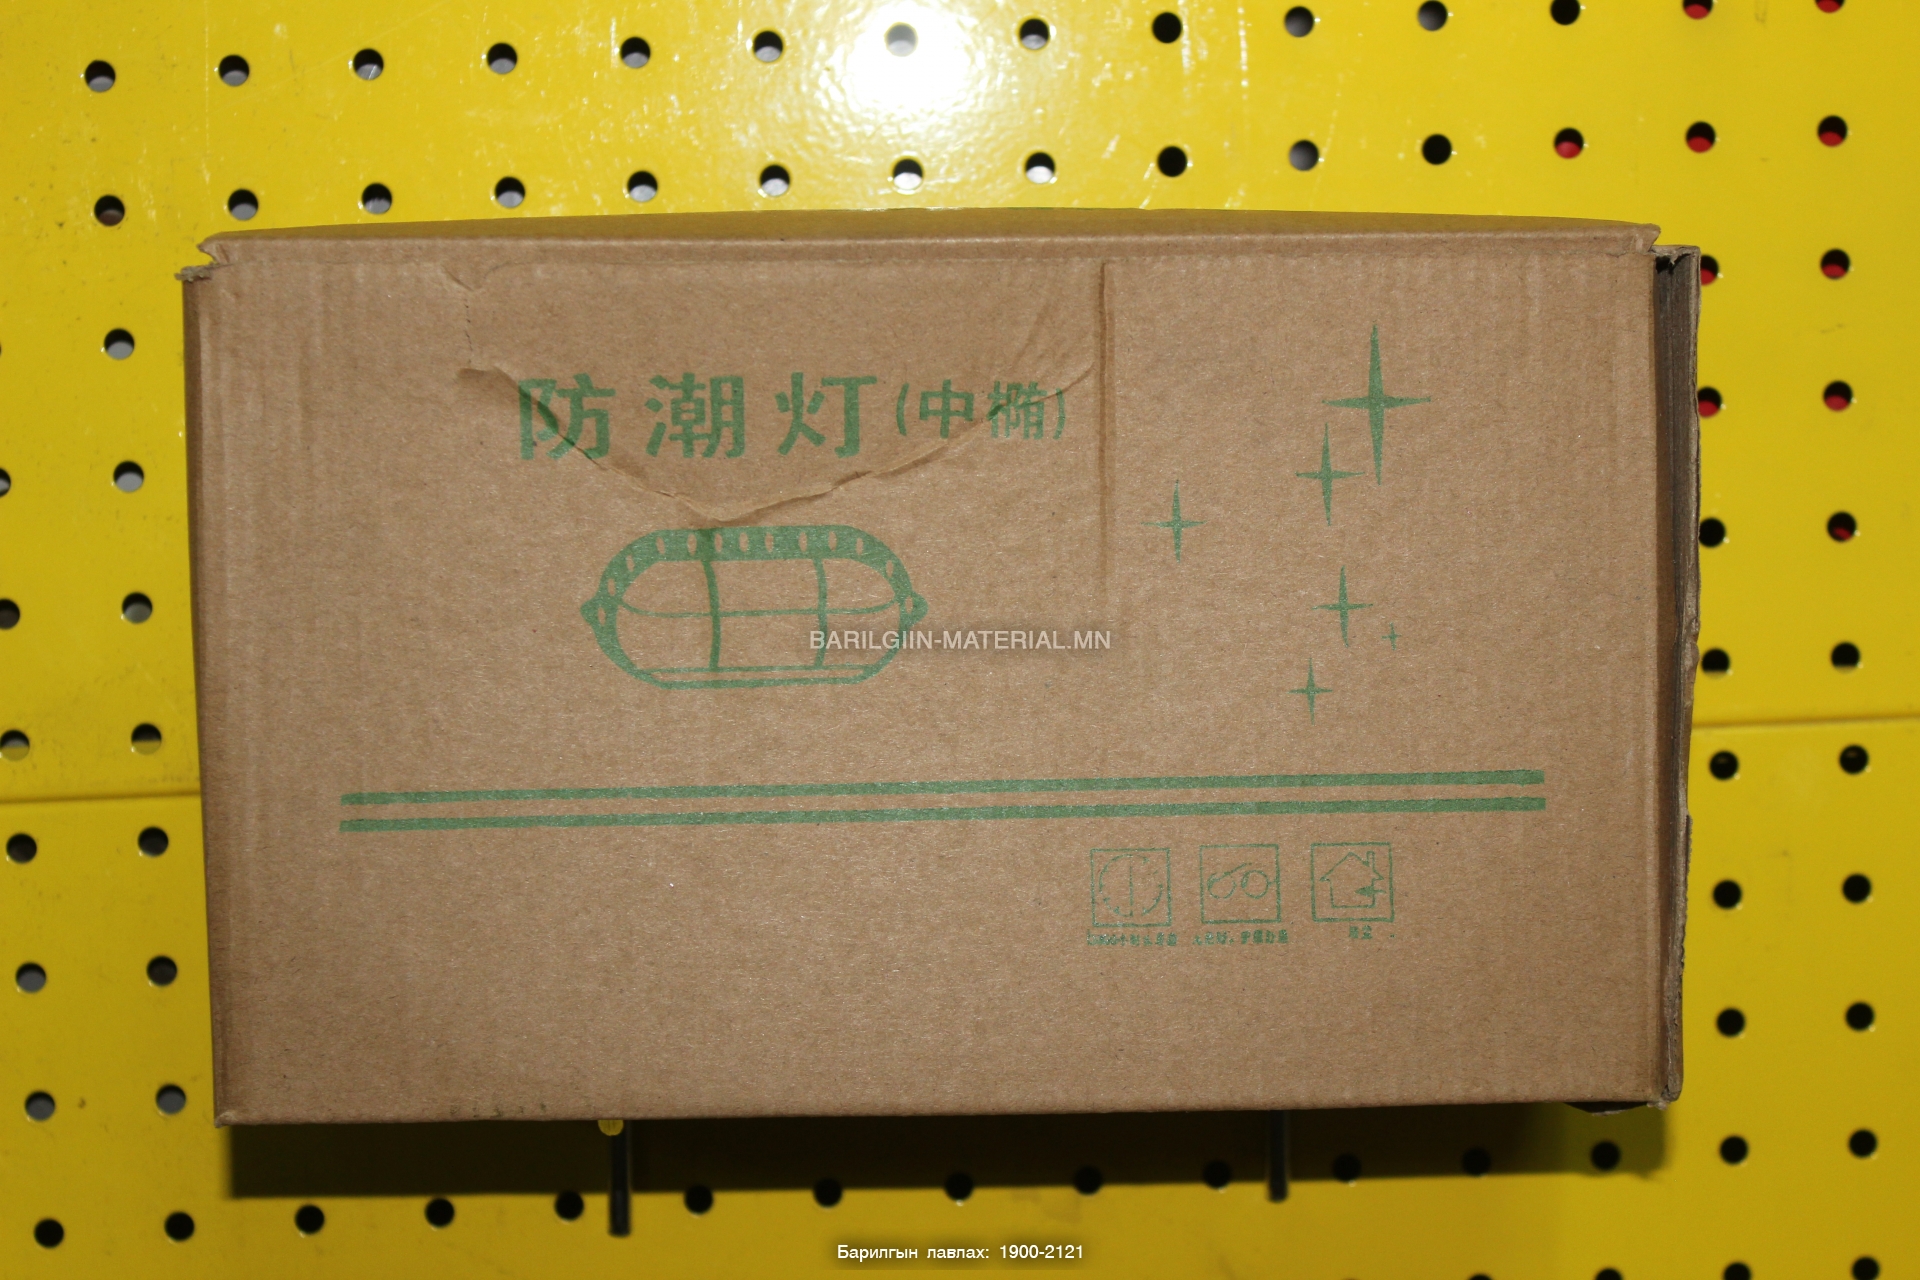 防潮灯(中椭)
BARILGIIN-MATERIAL.MN
Барилгын лавлах: 1900-2121